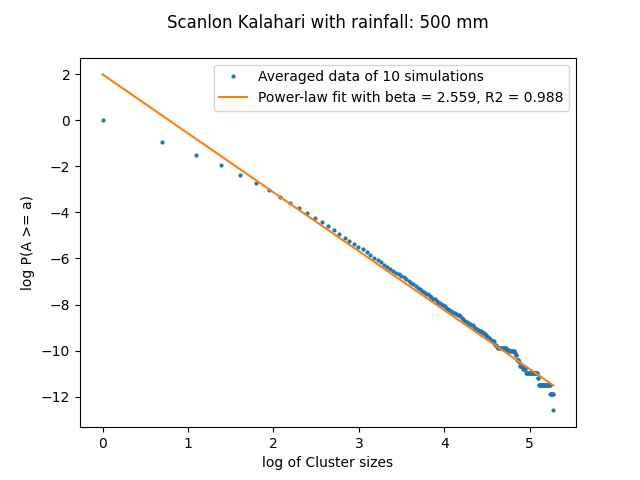 Scanlon Kalahari with rainfall: 500 mm
Averaged data of 10 simulations
Power-law fit with beta = 2.559, R2 = 0.988
log P(A >= a)
2
0
−2
−4
−6
−8
−10
−12
0 1 2 3 4 5
log of Cluster sizes